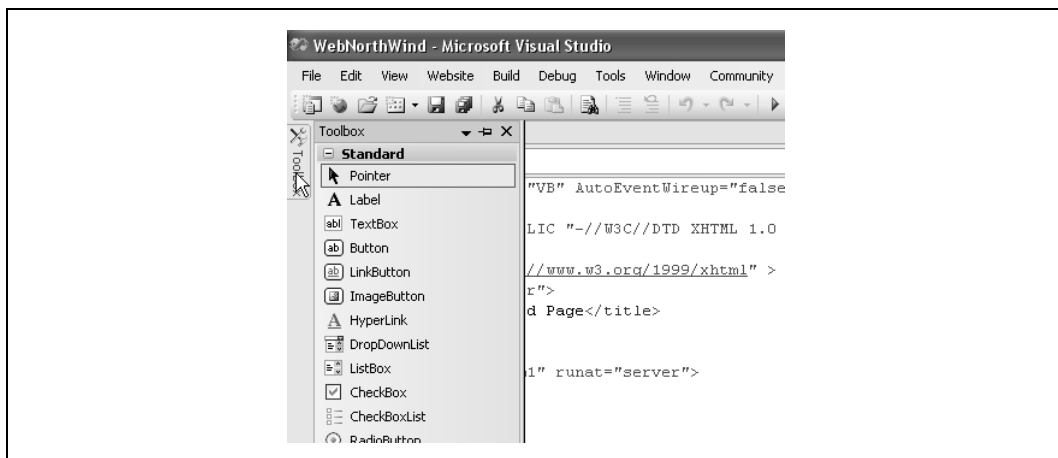 WebNorthWind - Microsoft Visual Studio
File Edit View Website Build Debug Tools Window Community
Toolbox
Toolbox
Standard
Pointer
Label
TextBox
Button
LinkButton
ImageButton
HyperLink
DropDownList
ListBox
CheckBox
CheckBoxList
RadioButton
"VB" AutoEventWireup="false
LIC "-//W3C//DTD XHTML 1.0
//www.w3.org/1999/xhtml" >
r">
d Page</title>
1" runat="server">